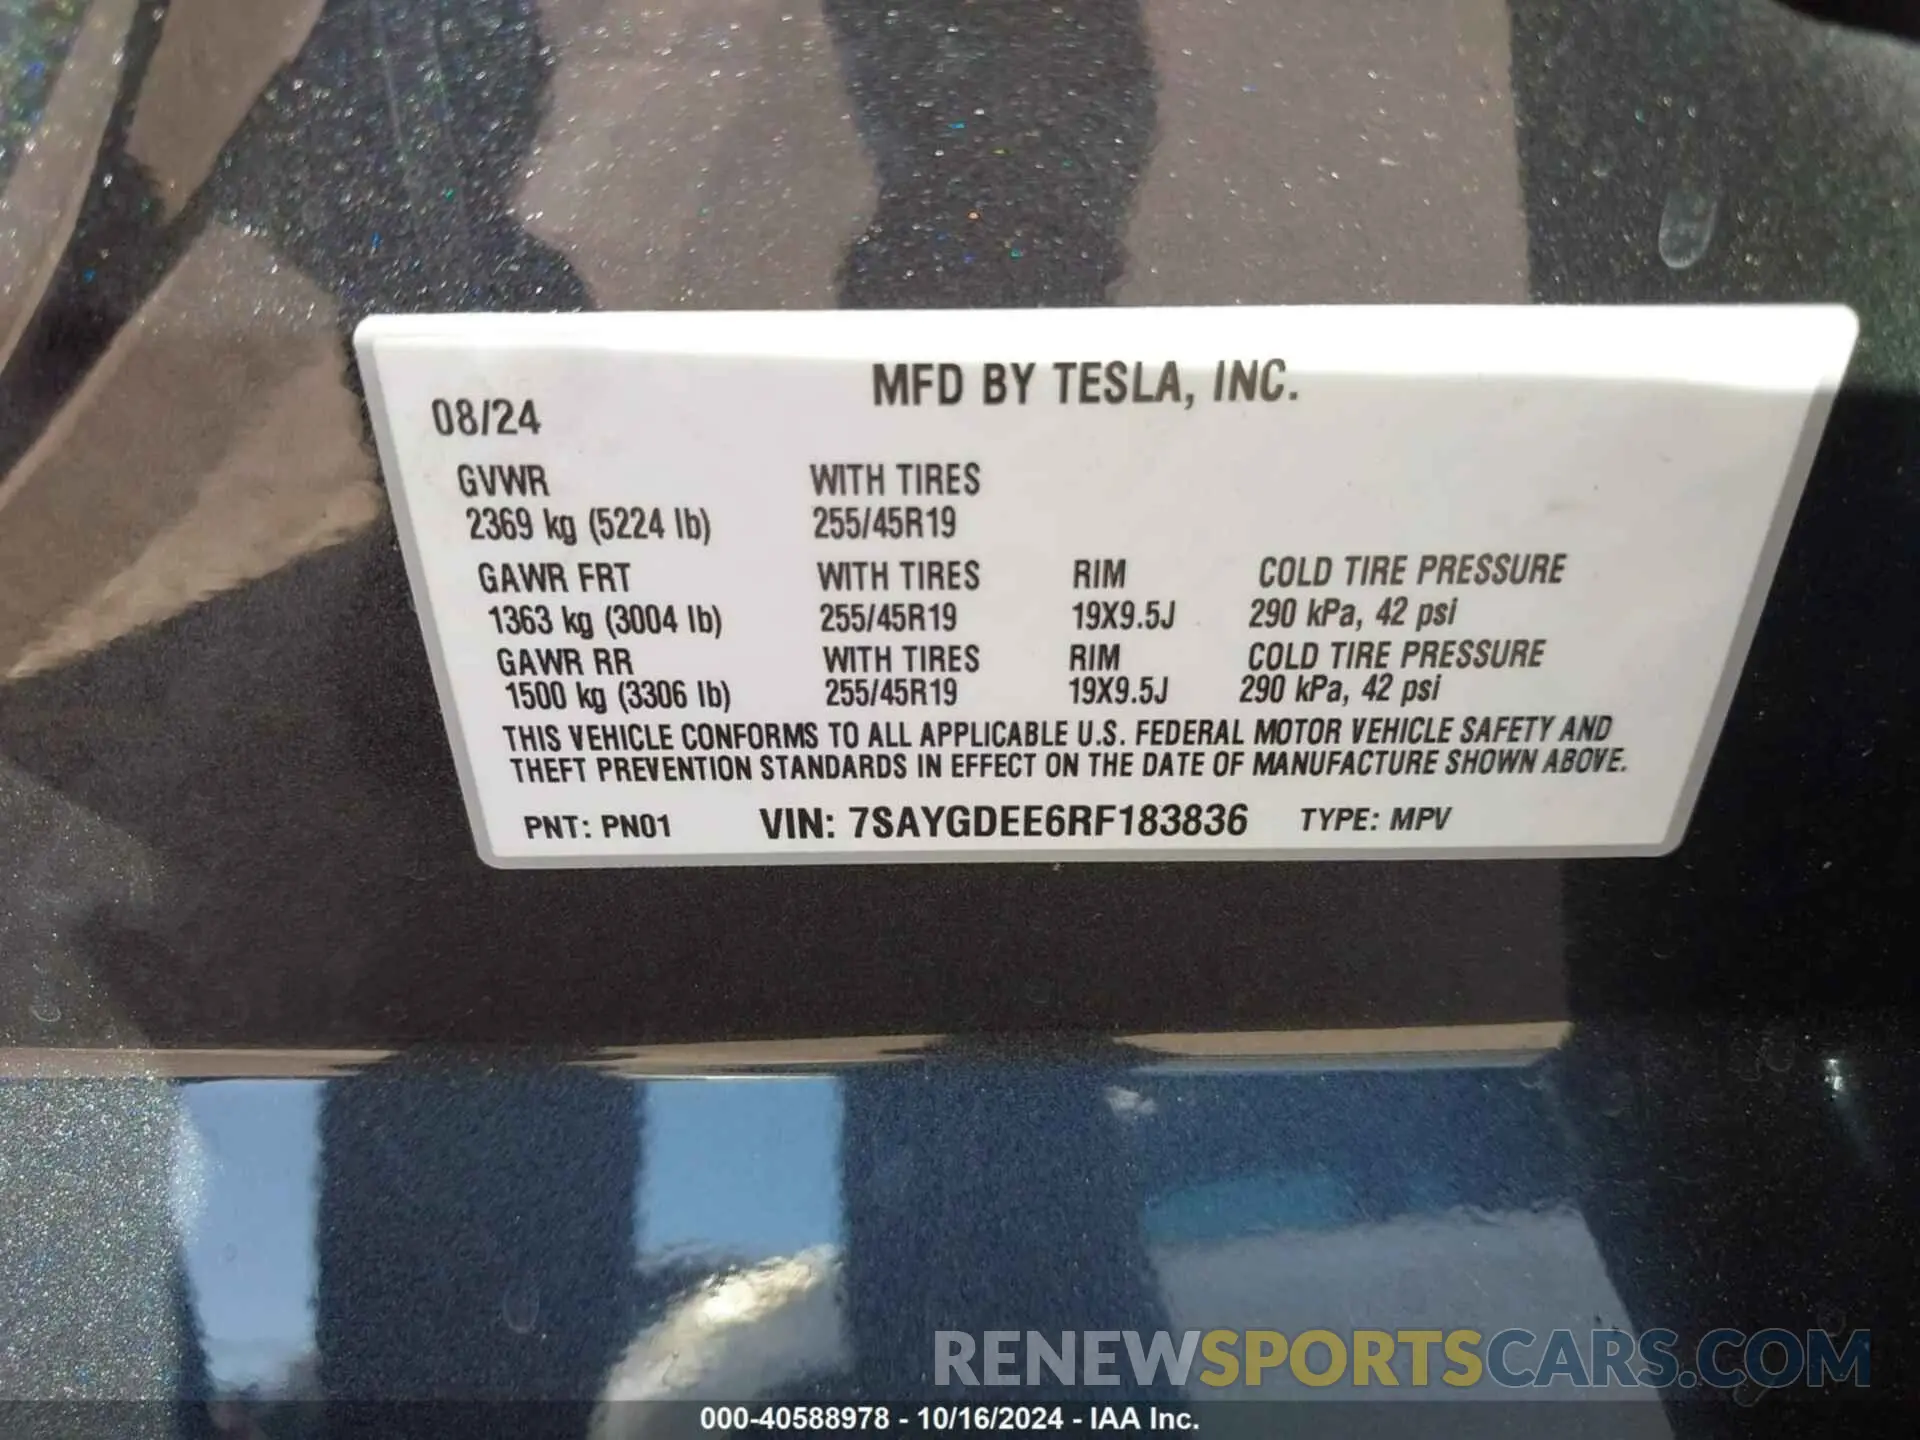 MFD BY TESLA, INC.
08/24
GVWR WITH TIRES
2369 kg (5224 lb) 255/45R19
GAWR FRT WITH TIRES RIM COLD TIRE PRESSURE
1363 kg (3004 lb) 255/45R19 19X9.5J 290 kPa, 42 psi
GAWR RR WITH TIRES RIM COLD TIRE PRESSURE
1500 kg (3306 lb) 255/45R19 19X9.5J 290 kPa, 42 psi
THIS VEHICLE CONFORMS TO ALL APPLICABLE U.S. FEDERAL MOTOR VEHICLE SAFETY AND
THEFT PREVENTION STANDARDS IN EFFECT ON THE DATE OF MANUFACTURE SHOWN ABOVE.
PNT: PN01 VIN: 7SAYGDEE6RF183836 TYPE: MPV
RENEWSPORTSCARS.COM
000-40588978 - 10/16/2024 - IAA Inc.